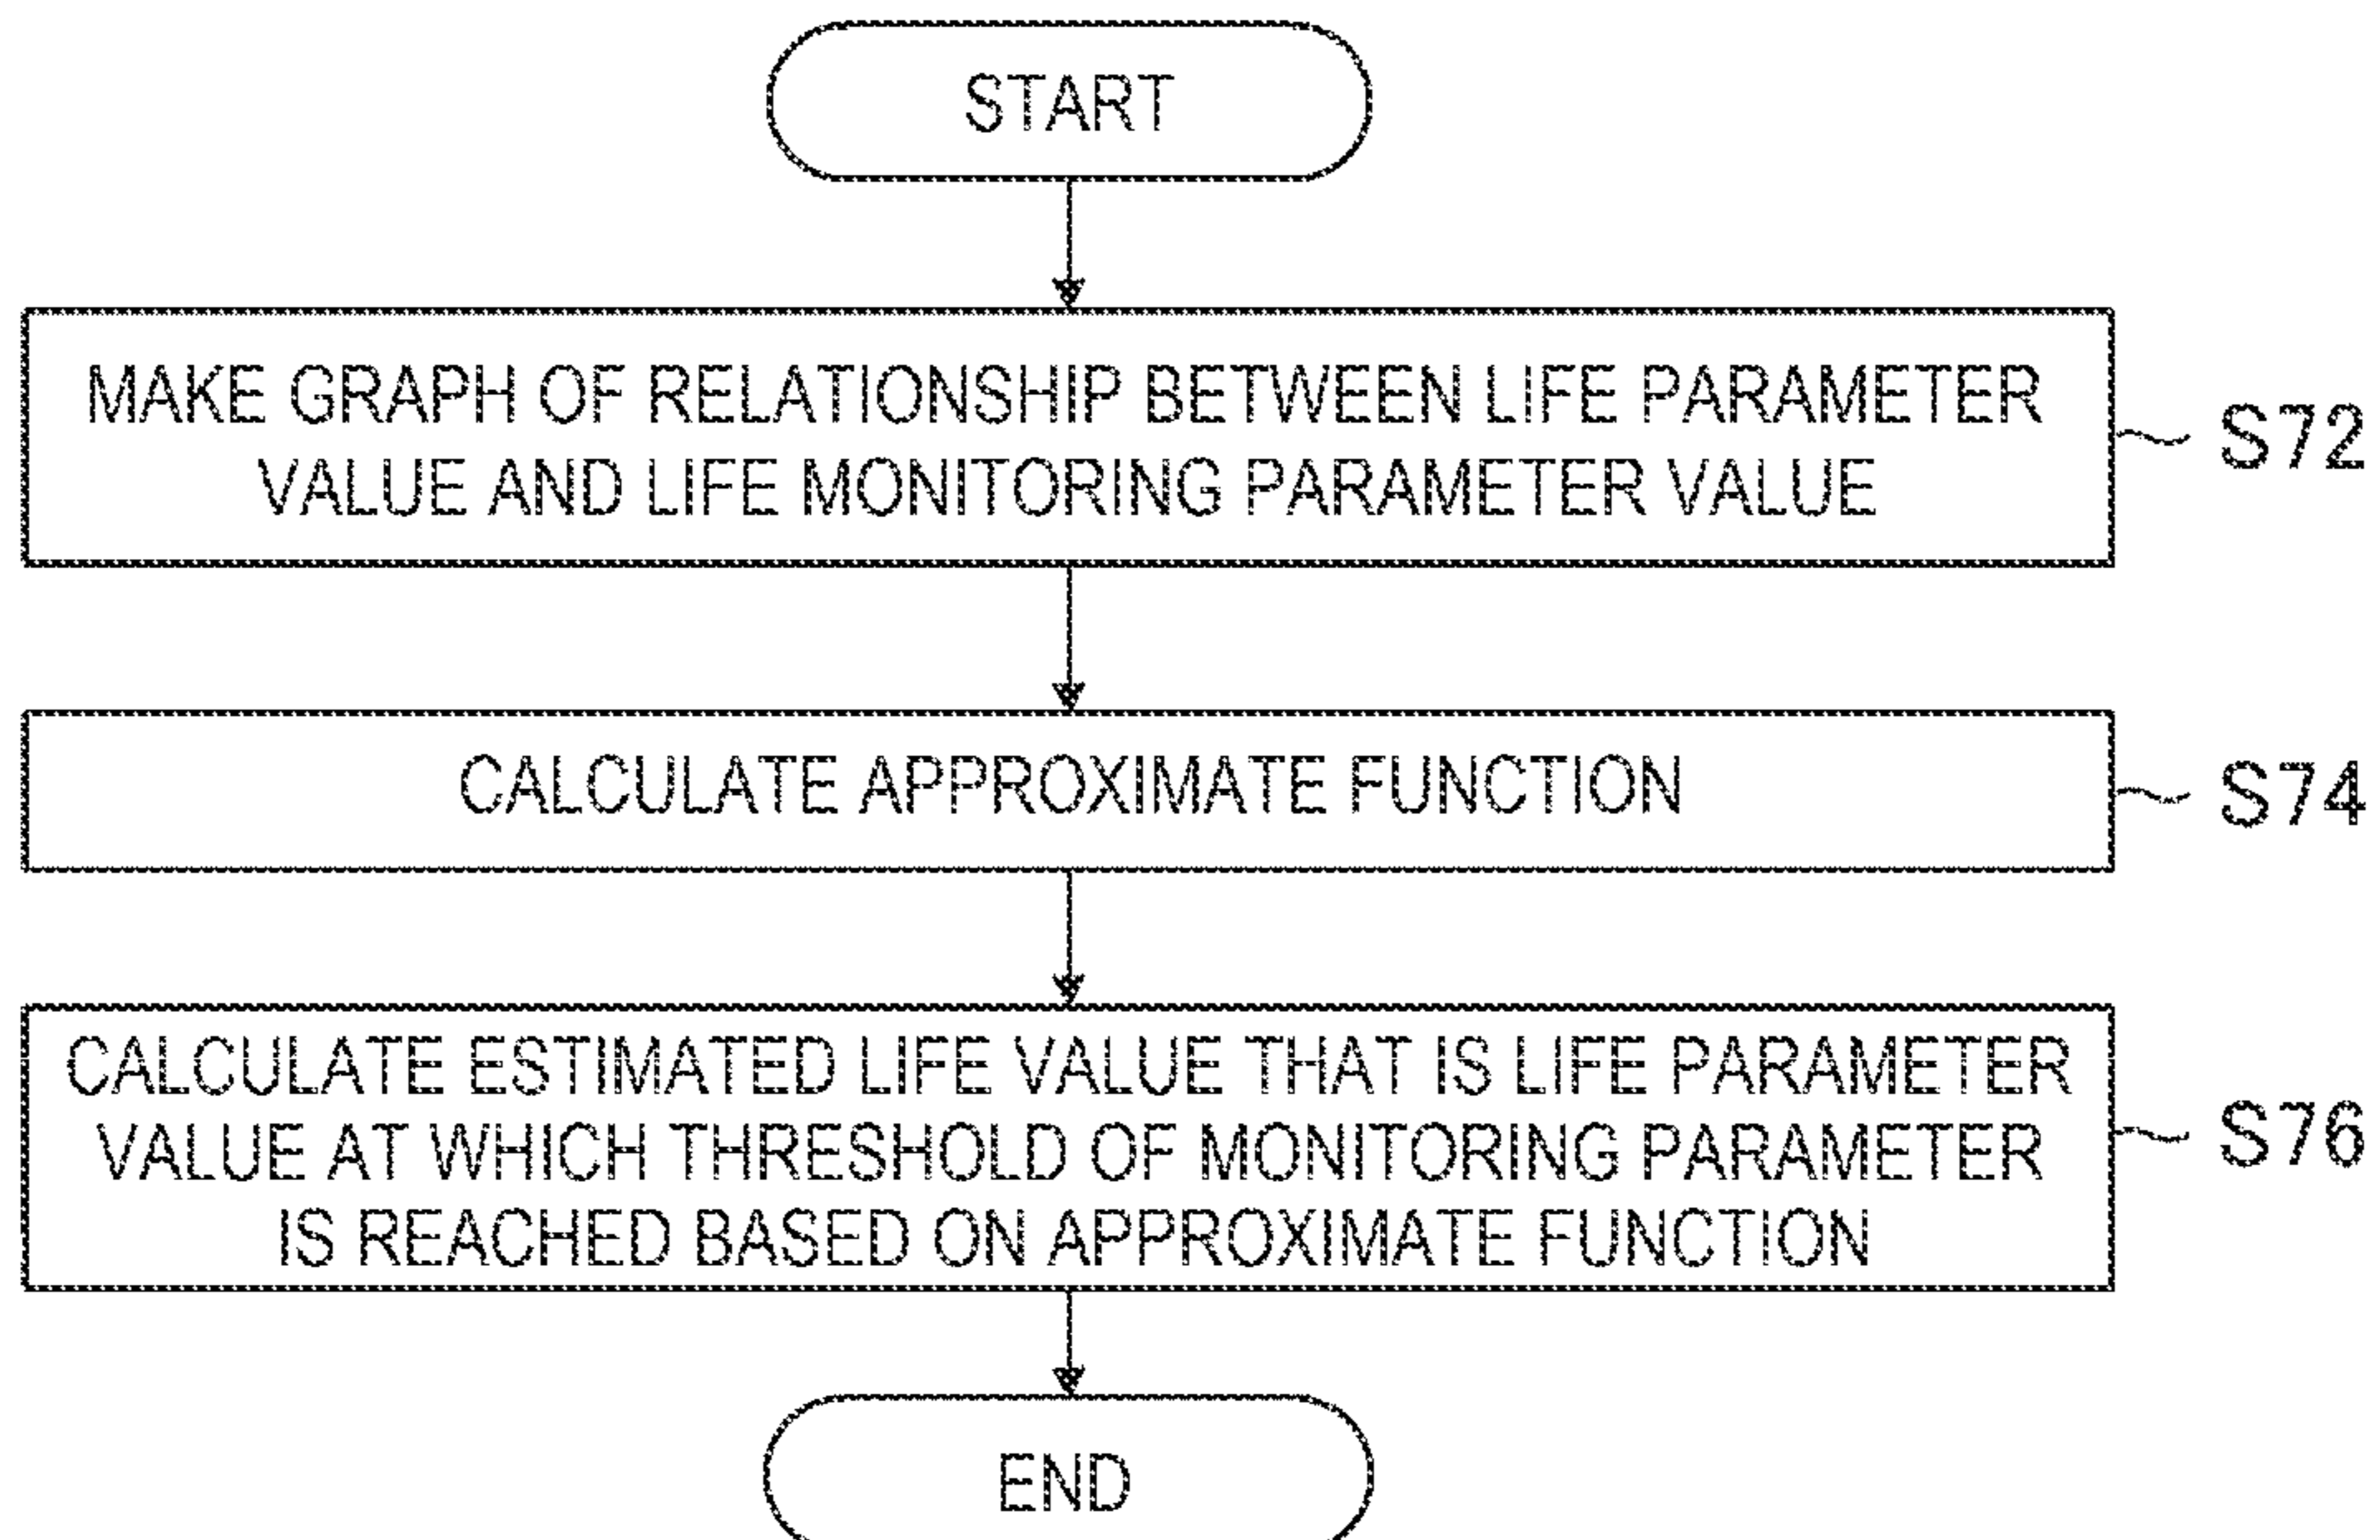 START
MAKE GRAPH OF RELATIONSHIP BETWEEN LIFE PARAMETER
VALUE AND LIFE MONITORING PARAMETER VALUE
S72
CALCULATE APPROXIMATE FUNCTION
S74
CALCULATE ESTIMATED LIFE VALUE THAT IS LIFE PARAMETER
VALUE AT WHICH THRESHOLD OF MONITORING PARAMETER
IS REACHED BASED ON APPROXIMATE FUNCTION
S76
END